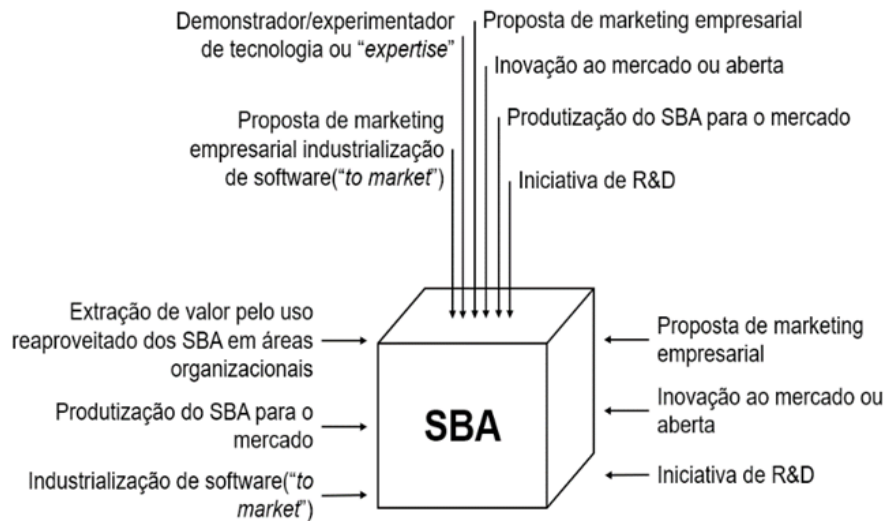 Demonstrador/experimentador
de tecnologia ou “expertise”
Proposta de marketing empresarial
Inovação ao mercado ou aberta
Proposta de marketing
empresarial industrialização
de software(“to market”)
Produtização do SBA para o mercado
Iniciativa de R&D
Extração de valor pelo uso
reaproveitado dos SBA em áreas
organizacionais
Produtização do SBA para o
mercado
Industrialização de software(“to
market”)
SBA
Proposta de marketing
empresarial
Inovação ao mercado ou
aberta
Iniciativa de R&D